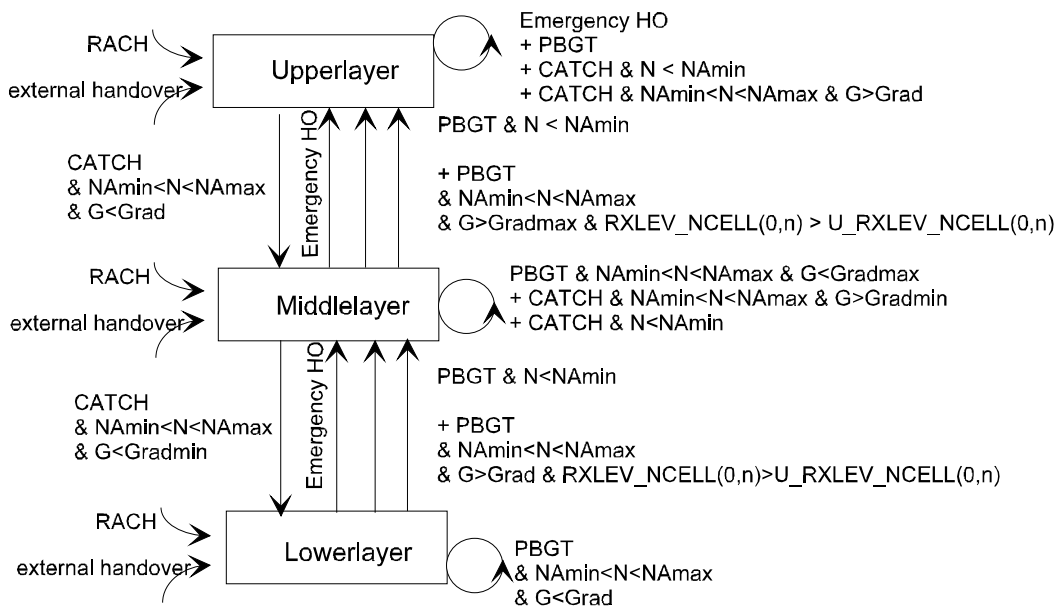 RACH
external handover
Upperlayer
Emergency HO
+ PBGT
+ CATCH & N < NAmin
+ CATCH & NAmin<N<NAmax & G>Grad
CATCH
& NAmin<N<NAmax
& G<Grad
Emergency HO
PBGT & N < NAmin
+ PBGT
& NAmin<N<NAmax
& G>Gradmax & RXLEV_NCELL(0,n) > U_RXLEV_NCELL(0,n)
RACH
external handover
Middlelayer
PBGT & NAmin<N<NAmax & G<Gradmax
+ CATCH & NAmin<N<NAmax & G>Gradmin
+ CATCH & N<NAmin
CATCH
& NAmin<N<NAmax
& G<Gradmin
Emergency HO
PBGT & N<NAmin
+ PBGT
& NAmin<N<NAmax
& G>Grad & RXLEV_NCELL(0,n)>U_RXLEV_NCELL(0,n)
RACH
external handover
Lowerlayer
PBGT
& NAmin<N<NAmax
& G<Grad